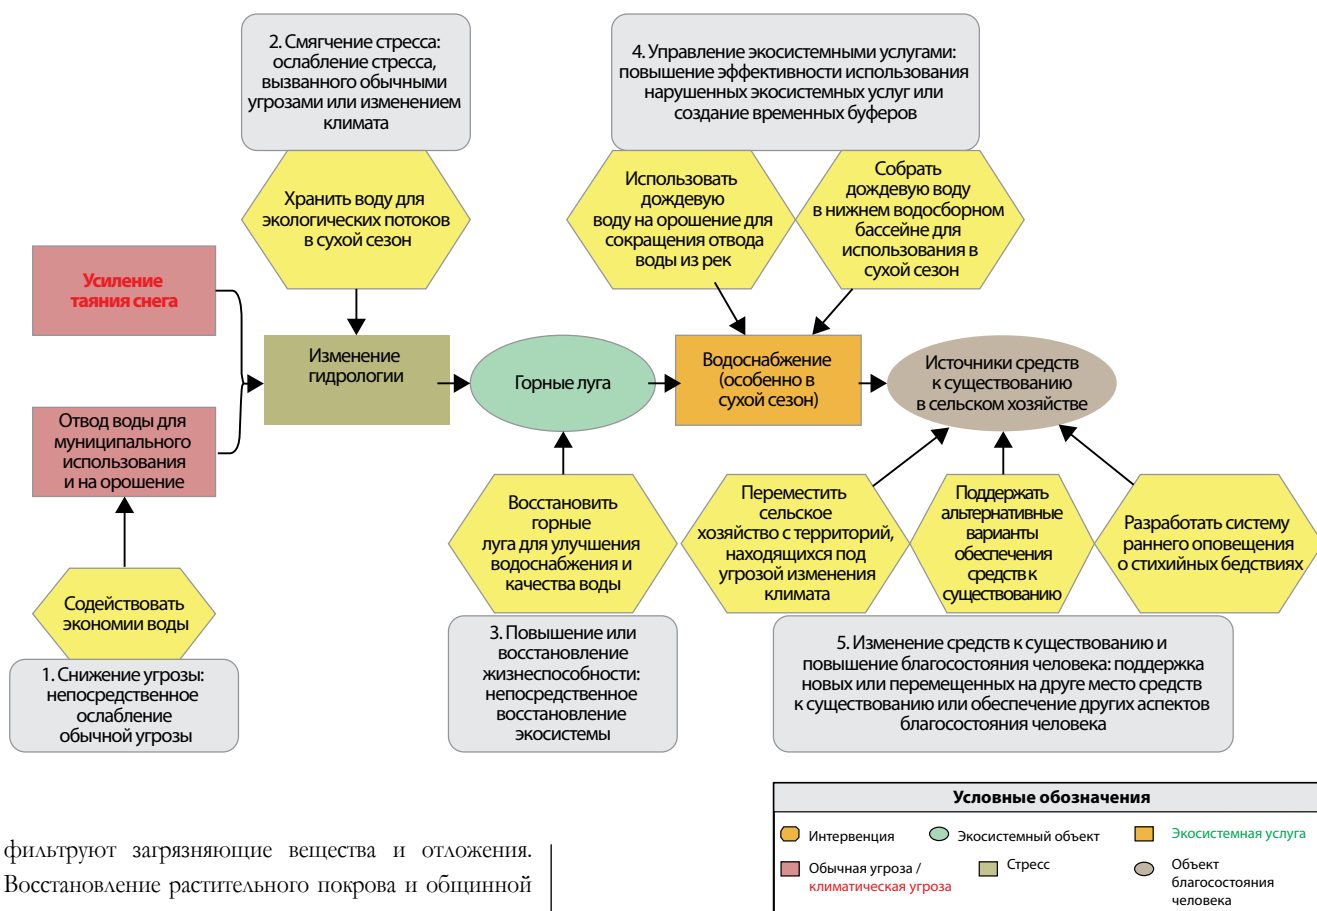 2. Смягчение стресса:
ослабление стресса,
вызванного обычными
угрозами или изменением
климата
4. Управление экосистемными услугами:
повышение эффективности использования
нарушенных экосистемных услуг или
создание временных буферов
Хранить воду для
экологических потоков
в сухой сезон
Использовать
дождевую
воду на орошение для
сокращения отвода
воды из рек
Собрать
дождевую воду
в нижнем водосборном
бассейне для
использования в
сухой сезон
Усиление
таяния снега
Изменение
гидрологии
Горные луга
Водоснабжение
(особенно в
сухой сезон)
Источники средств
к существованию
в сельском хозяйстве
Отвод воды для
муниципального
использования
и на орошение
Содействовать
экономии воды
1. Снижение угрозы:
непосредственное
ослабление
обычной угрозы
Восстановить
горные
луга для улучшения
водоснабжения и
качества воды
3. Повышение или
восстановление
жизнеспособности:
непосредственное
восстановление
экосистемы
Переместить
сельское
хозяйство с территорий,
находящихся под
угрозой изменения
климата
Поддержать
альтернативные
варианты
обеспечения
средств к
существованию
Разработать систему
раннего оповещения
о стихийных бедствиях
5. Изменение средств к существованию и
повышение благосостояния человека: поддержка
новых или перемещенных на друге место средств
к существованию или обеспечение других аспектов
благосостояния человека
Условные обозначения
Интервенция
Экосистемный объект
Экосистемная услуга
Обычная угроза /
климатическая угроза
Стресс
Объект
благосостояния
человека
фильтруют загрязняющие вещества и отложения.
Восстановление растительного покрова и общинной